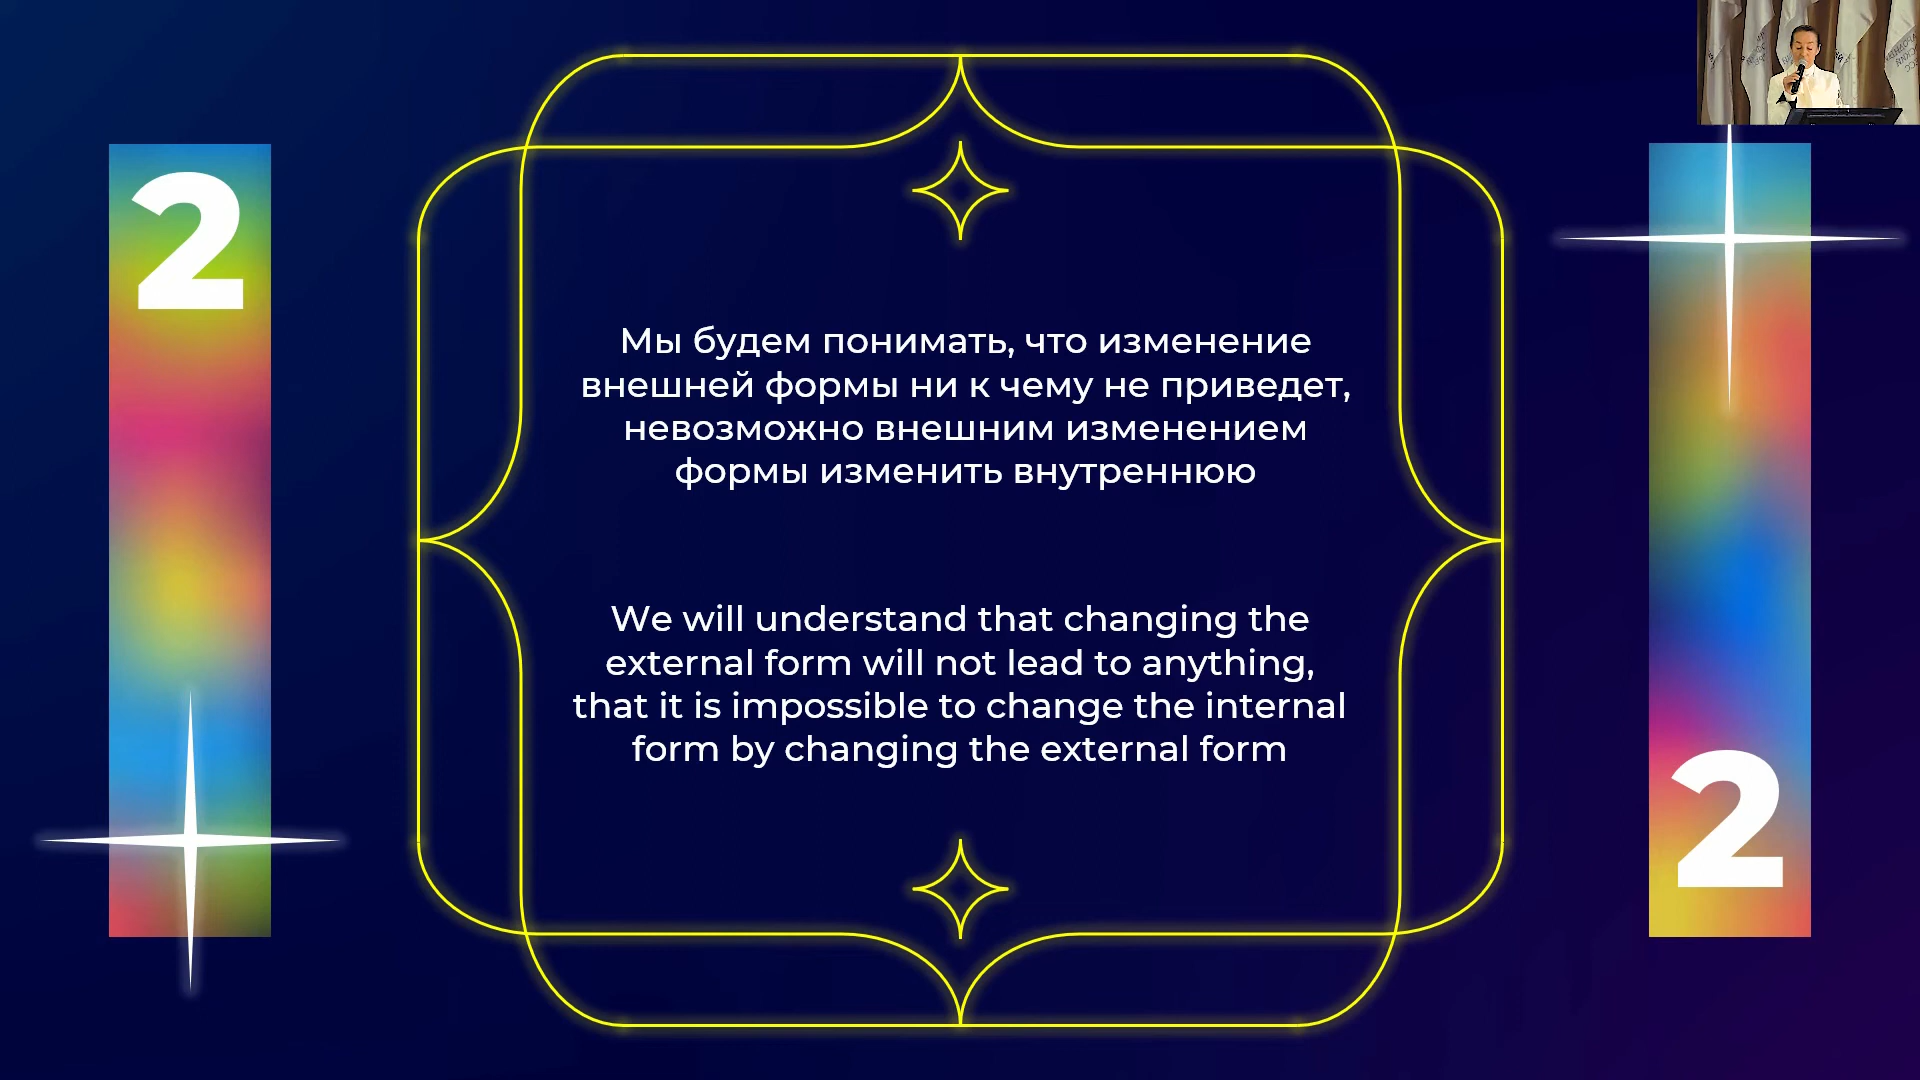 2
Мы будем понимать, что изменение
внешней формы ни к чему не приведет,
невозможно внешним изменением
формы изменить внутреннюю
We will understand that changing the
external form will not lead to anything,
that it is impossible to change the internal
form by changing the external form
2